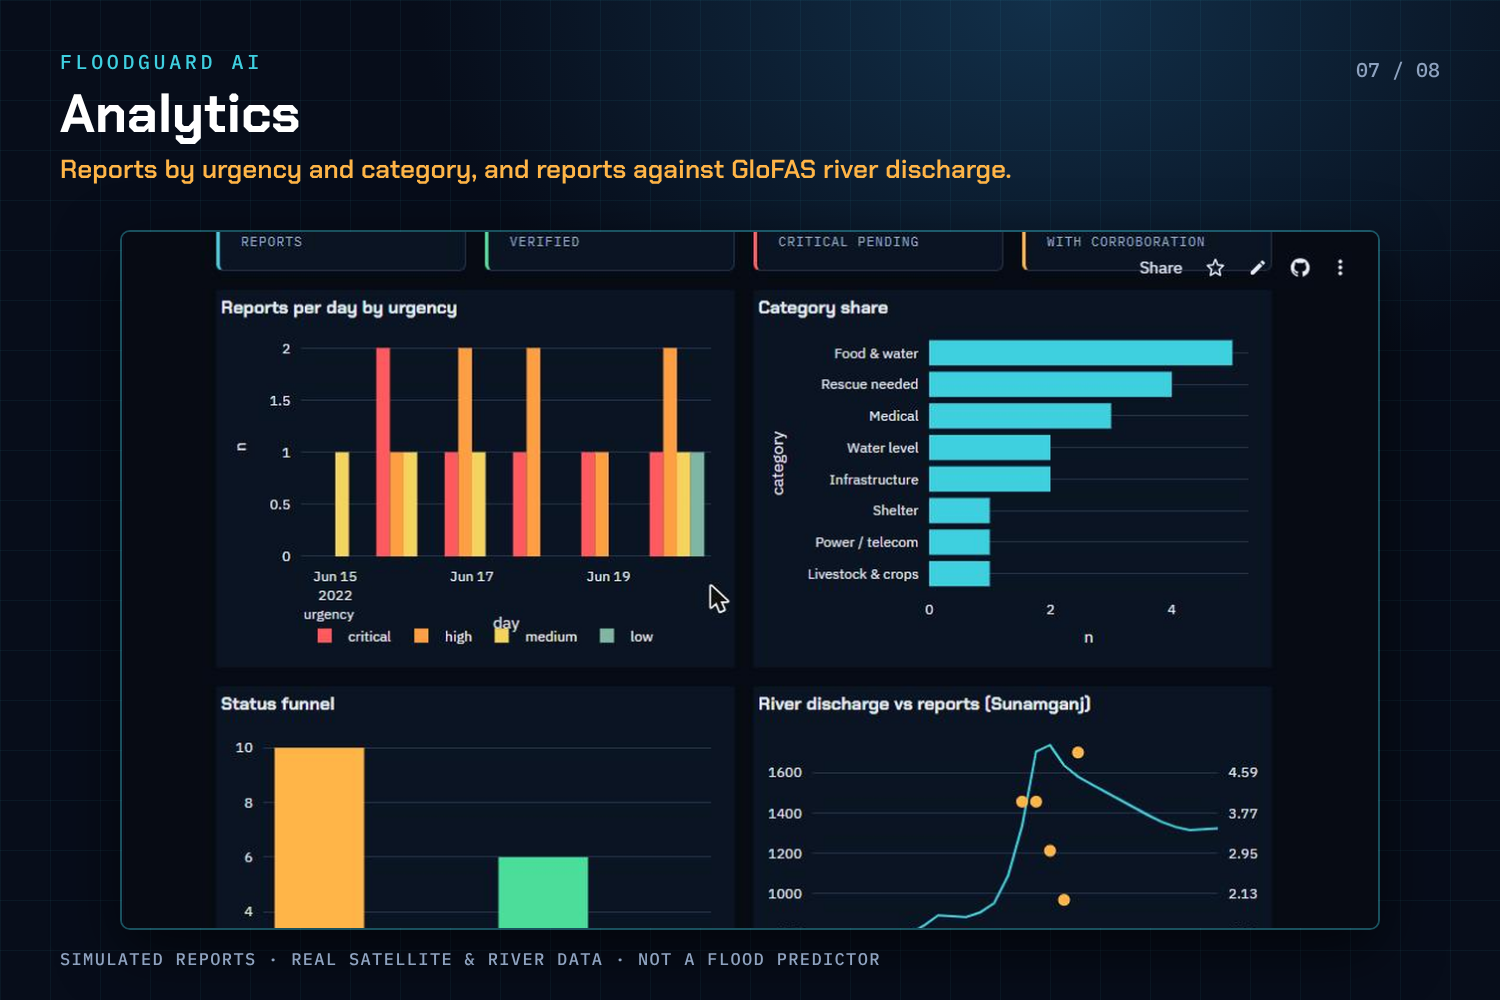 FLOODGUARD AI
07 / 08
Analytics
Reports by urgency and category, and reports against GloFAS river discharge.
REPORTS
VERIFIED
CRITICAL PENDING
WITH CORROBORATION
Share
Reports per day by urgency
2
1.5
1
0.5
0
n
Jun 15
2022
Jun 17
Jun 19
day
urgency
critical
high
medium
low
Category share
category
Food & water
Rescue needed
Medical
Water level
Infrastructure
Shelter
Power / telecom
Livestock & crops
0
2
4
n
Status funnel
10
8
6
4
River discharge vs reports (Sunamganj)
1600
1400
1200
1000
4.59
3.77
2.95
2.13
SIMULATED REPORTS · REAL SATELLITE & RIVER DATA · NOT A FLOOD PREDICTOR